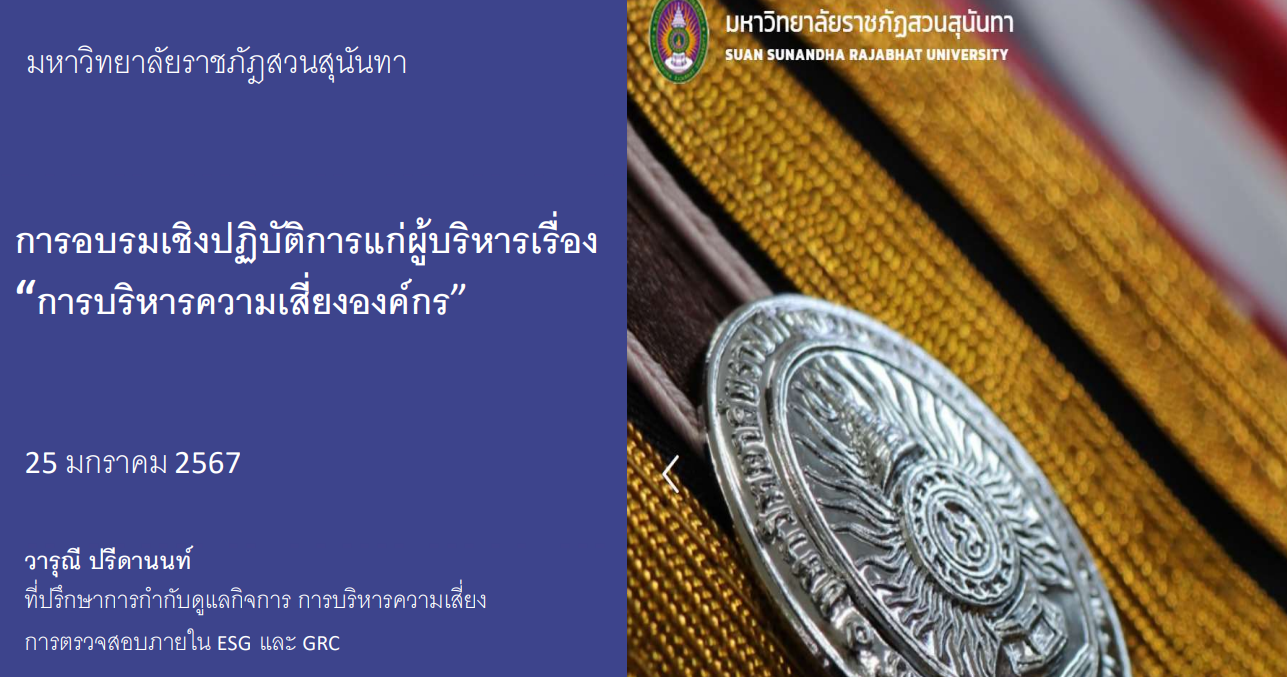 มหาวิทยาลัยราชภัฏสวนสุนันทา
การอบรมเชิงปฏิบัติการแก่ผู้บริหารเรื่อง
“การบริหารความเสี่ยงองค์กร”
25 มกราคม 2567
วารุณี ปรีดานนท์
ที่ปรึกษาการกำกับดูแลกิจการ การบริหารความเสี่ยง
การตรวจสอบภายใน ESG และ GRC
มหาวิทยาลัยราชภัฏสวนสุนันทา
SUAN SUNANDHA RAJABHAT UNIVERSITY